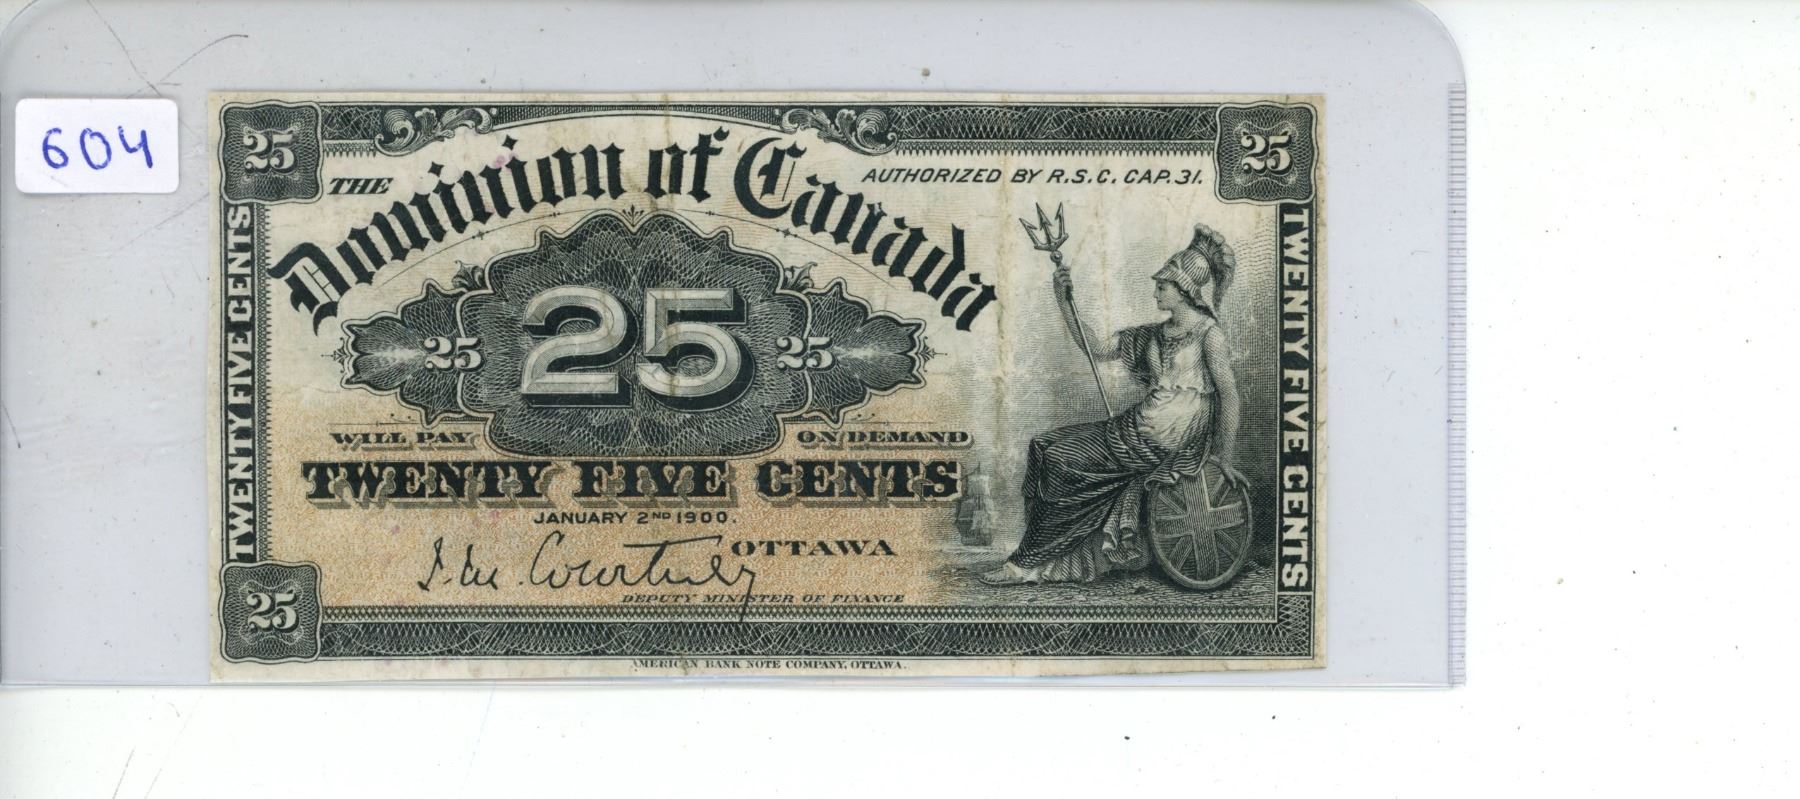 604
25
25
THE
Dominion of Canada
AUTHORIZED BY R.S.C. CAP. 31.
TWENTY FIVE CENTS
25
25
25
TWENTY FIVE CENTS
WILL PAY
ON DEMAND
TWENTY FIVE CENTS
JANUARY 2ND 1900.
OTTAWA
J. M. Courtney
DEPUTY MINISTER OF FINANCE
25
AMERICAN BANK NOTE COMPANY, OTTAWA.